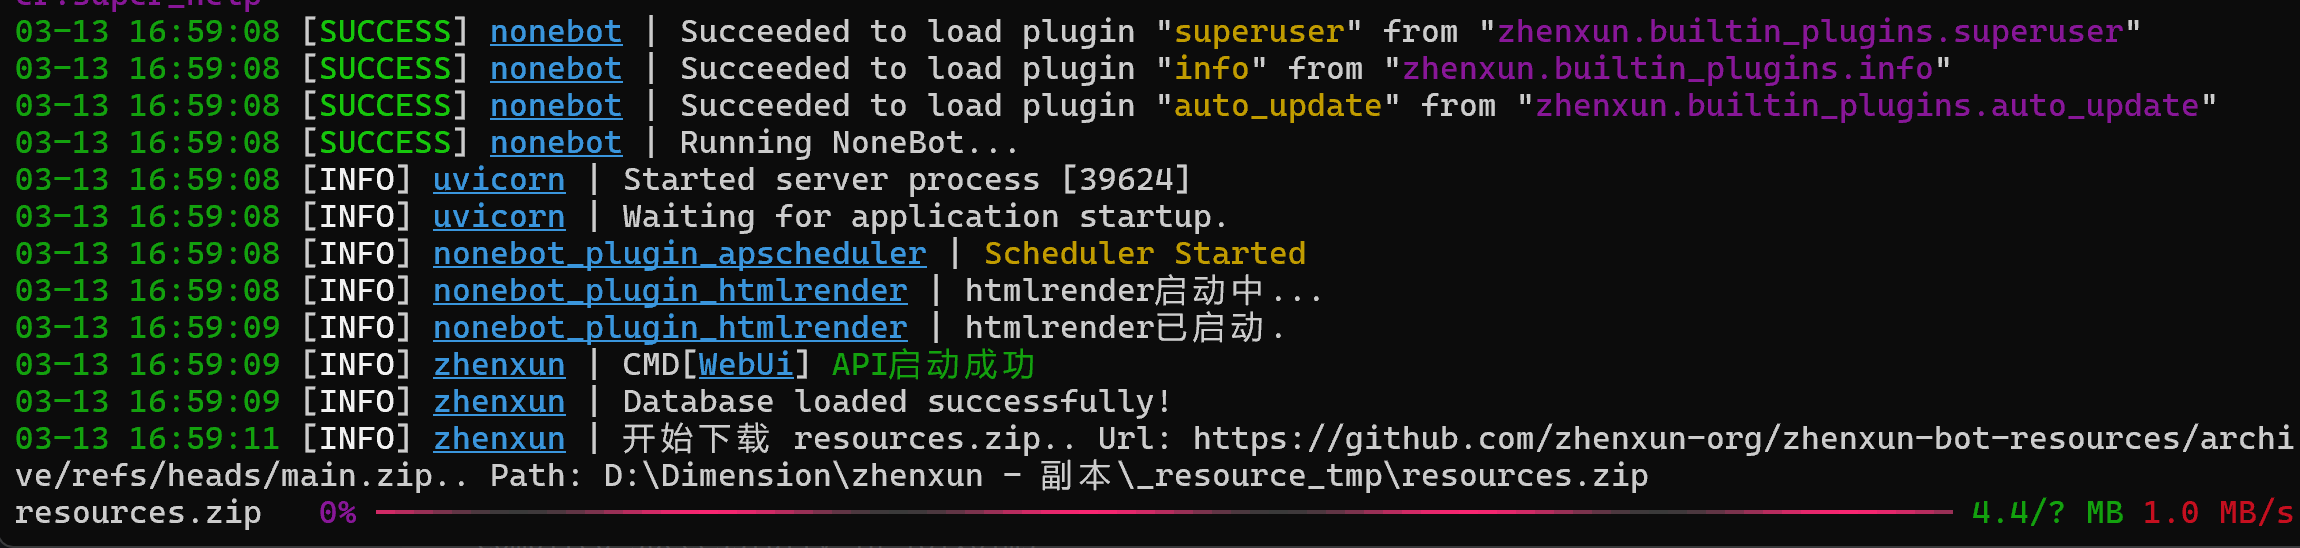 er.super_help
03-13 16:59:08 [SUCCESS] nonebot | Succeeded to load plugin "superuser" from "zhenxun.builtin_plugins.superuser"
03-13 16:59:08 [SUCCESS] nonebot | Succeeded to load plugin "info" from "zhenxun.builtin_plugins.info"
03-13 16:59:08 [SUCCESS] nonebot | Succeeded to load plugin "auto_update" from "zhenxun.builtin_plugins.auto_update"
03-13 16:59:08 [SUCCESS] nonebot | Running NoneBot...
03-13 16:59:08 [INFO] uvicorn | Started server process [39624]
03-13 16:59:08 [INFO] uvicorn | Waiting for application startup.
03-13 16:59:08 [INFO] nonebot_plugin_apscheduler | Scheduler Started
03-13 16:59:08 [INFO] nonebot_plugin_htmlrender | htmlrender启动中...
03-13 16:59:09 [INFO] nonebot_plugin_htmlrender | htmlrender已启动.
03-13 16:59:09 [INFO] zhenxun | CMD[WebUi] API启动成功
03-13 16:59:09 [INFO] zhenxun | Database loaded successfully!
03-13 16:59:11 [INFO] zhenxun | 开始下载 resources.zip.. Url: https://github.com/zhenxun-org/zhenxun-bot-resources/archi
ve/refs/heads/main.zip.. Path: D:\Dimension\zhenxun - 副本\_resource_tmp\resources.zip
resources.zip 0% 4.4/? MB 1.0 MB/s